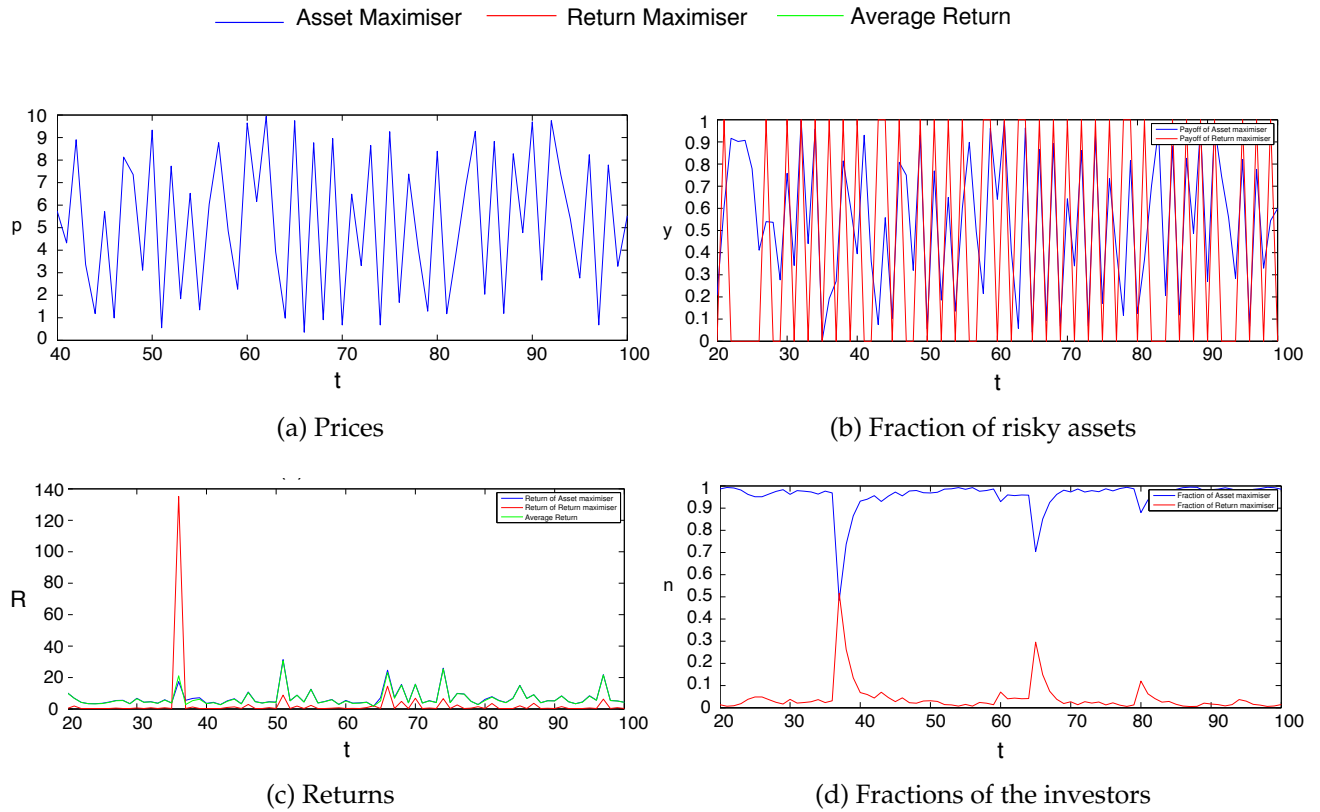 Asset Maximiser Return Maximiser Average Return
10
9
8
7
6
p 5
4
3
2
1
0
40 50 60 70 80 90 100
t
(a) Prices
1
0.9
0.8
0.7
0.6
y 0.5
0.4
0.3
0.2
0.1
0
20 30 40 50 60 70 80 90 100
t
Payoff of Asset maximiser
Payoff of Return maximiser
(b) Fraction of risky assets
140
120
100
80
R
60
40
20
0
20 30 40 50 60 70 80 90 100
t
Return of Asset maximiser
Return of Return maximiser
Average Return
(c) Returns
1
0.9
0.8
0.7
0.6
n
0.5
0.4
0.3
0.2
0.1
0
20 30 40 50 60 70 80 90 100
t
Fraction of Asset maximiser
Fraction of Return maximiser
(d) Fractions of the investors